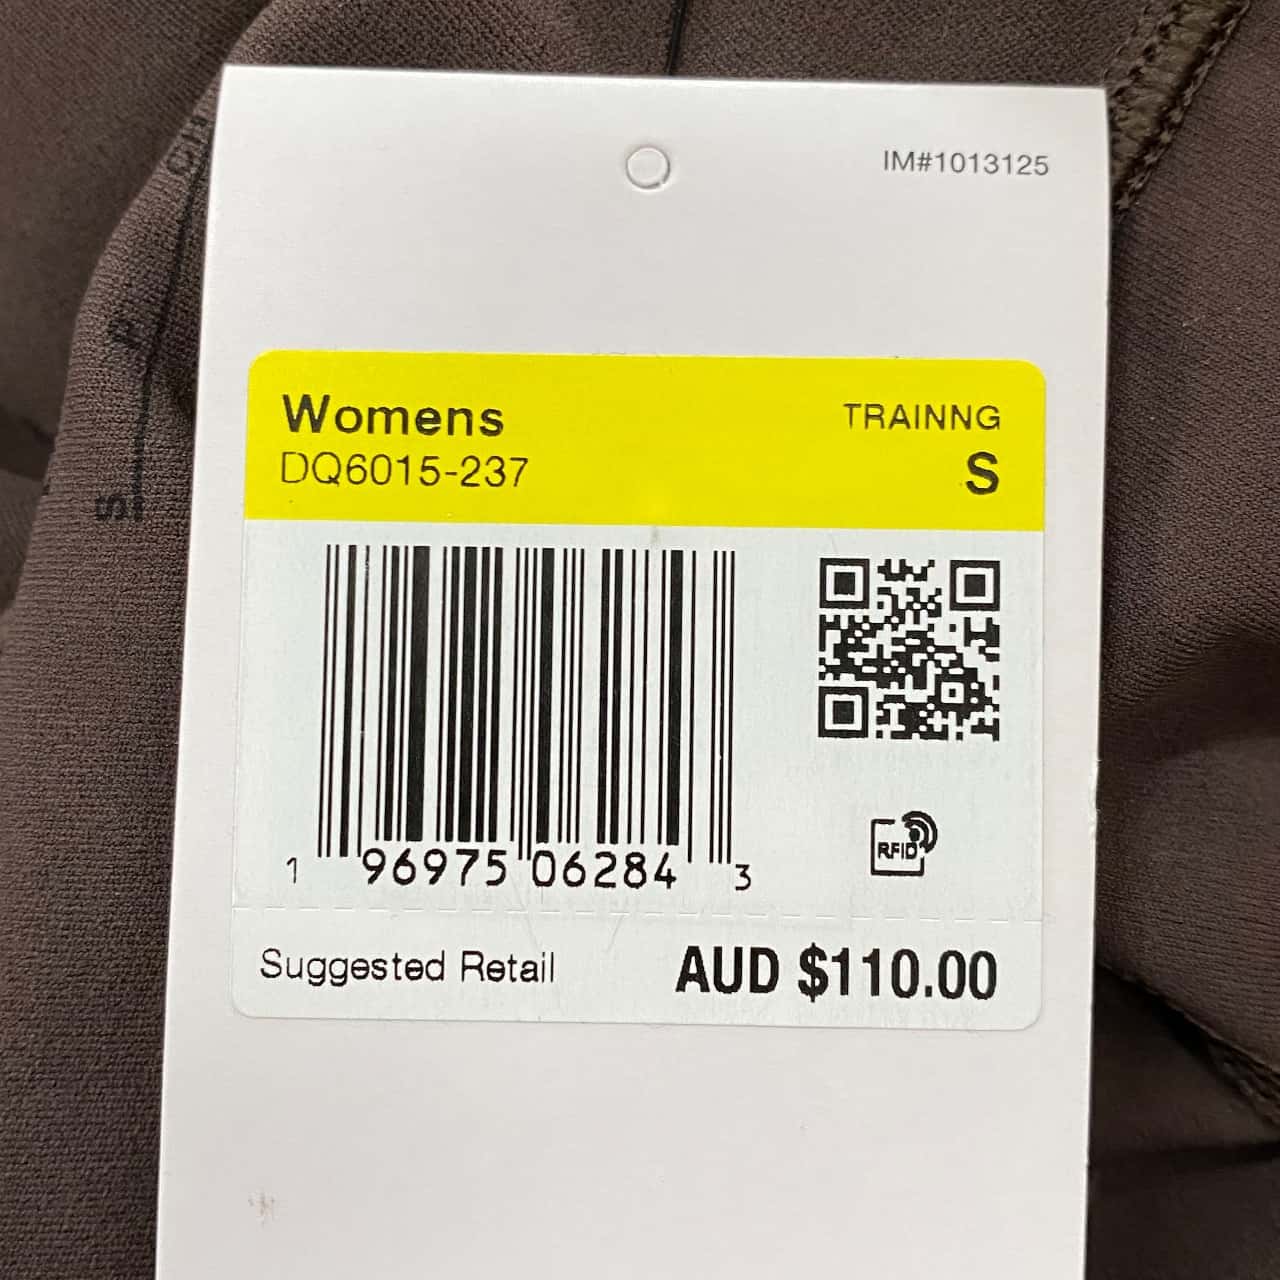 IM#1013125
Womens
TRAINNG
DQ6015-237
S
RFID
1 96975 06284 3
Suggested Retail
AUD $110.00
S